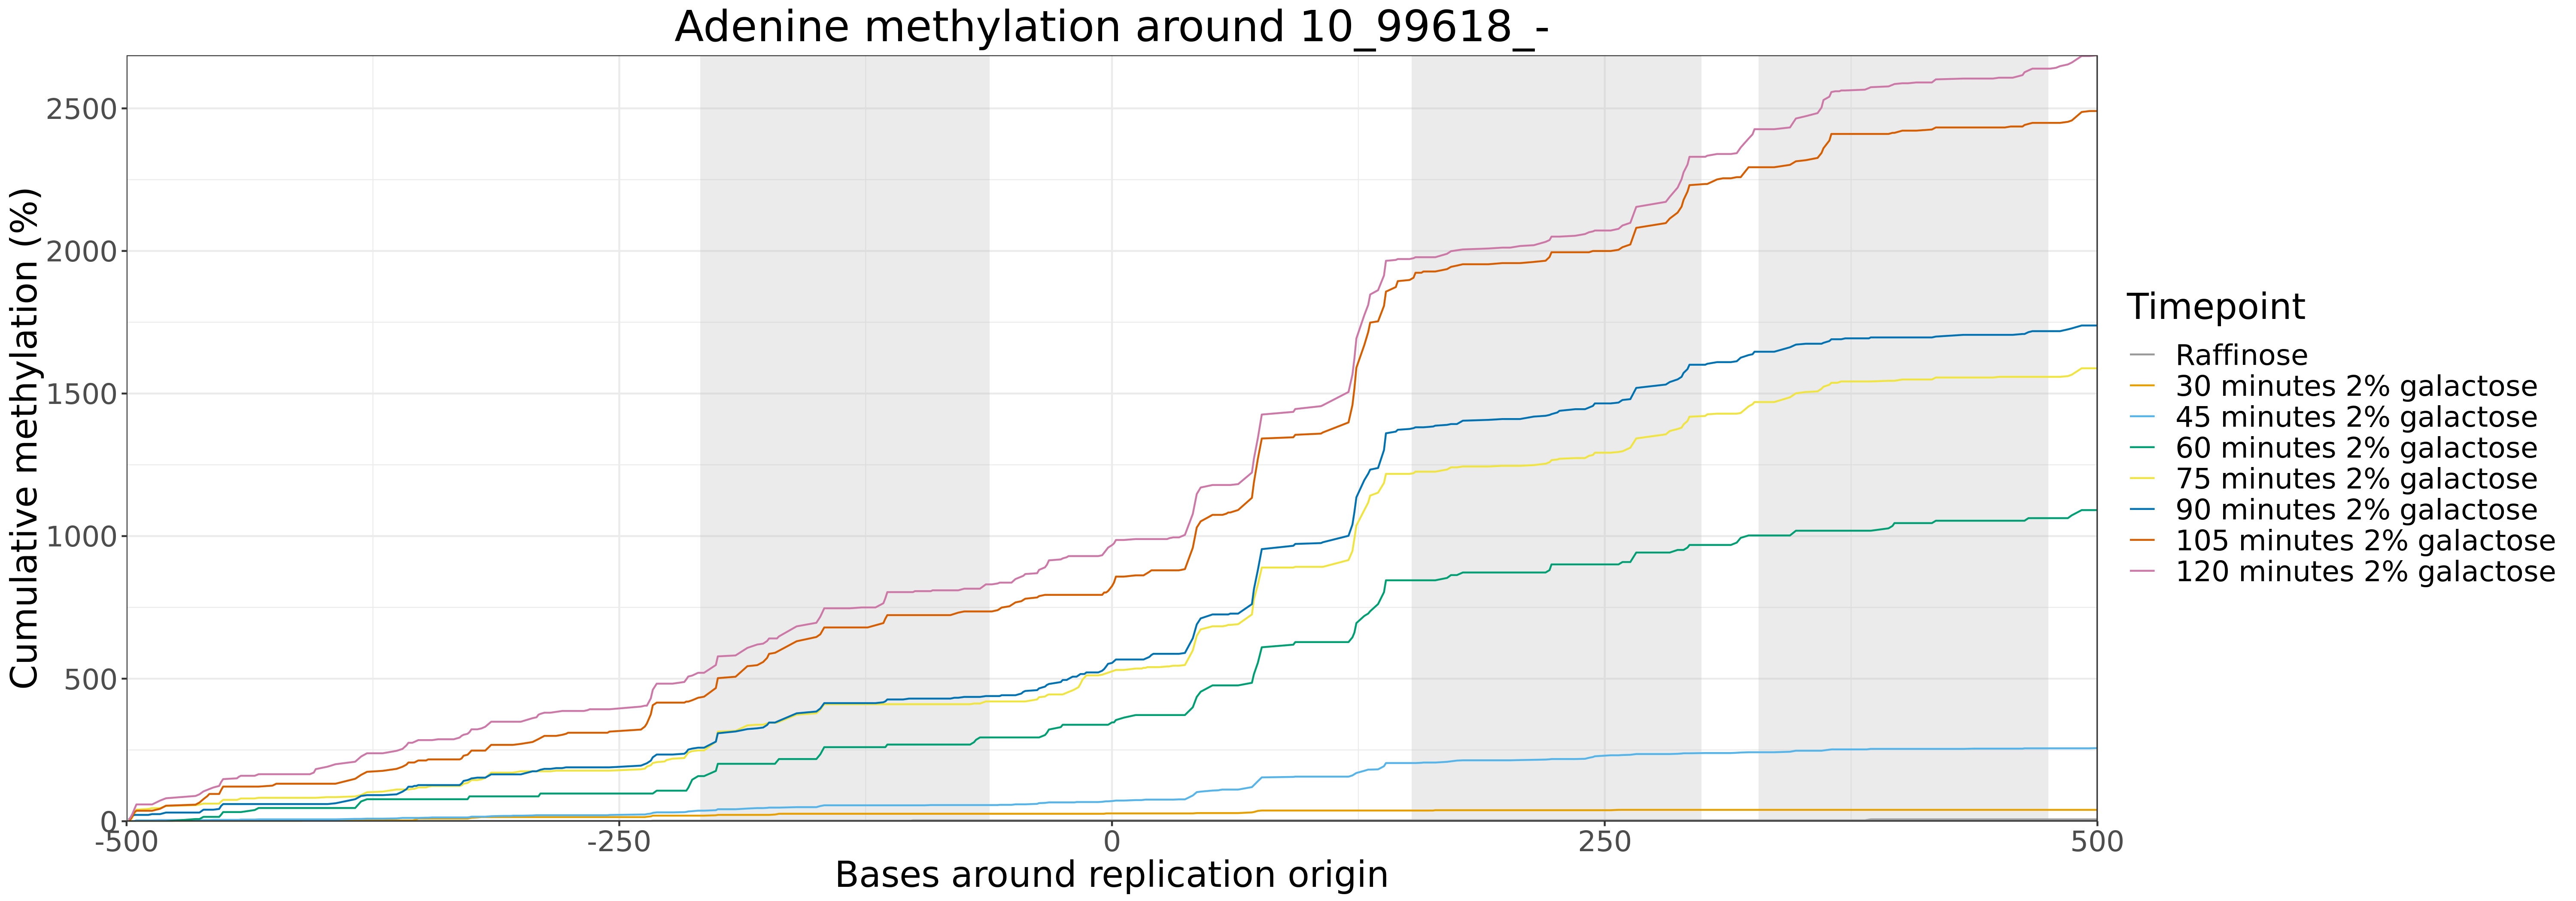 Adenine methylation around 10_99618_-
Cumulative methylation (%)
2500
2000
1500
1000
500
0
-500
-250
0
250
500
Bases around replication origin
Timepoint
Raffinose
30 minutes 2% galactose
45 minutes 2% galactose
60 minutes 2% galactose
75 minutes 2% galactose
90 minutes 2% galactose
105 minutes 2% galactose
120 minutes 2% galactose